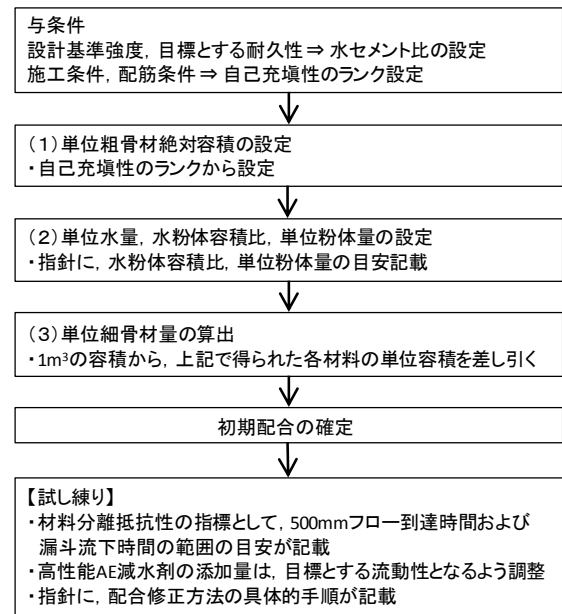 与条件
設計基準強度，目標とする耐久性⇒ 水セメント比の設定
施工条件，配筋条件⇒ 自己充塡性のランク設定
（１）単位粗骨材絶対容積の設定
・自己充塡性のランクから設定
（２）単位水量，水粉体容積比，単位粉体量の設定
・指針に，水粉体容積比，単位粉体量の目安記載
（３）単位細骨材量の算出
・1m³の容積から，上記で得られた各材料の単位容積を差し引く
初期配合の確定
【試し練り】
・材料分離抵抗性の指標として，500mmフロー到達時間および
漏斗流下時間の範囲の目安が記載
・高性能AE減水剤の添加量は，目標とする流動性となるよう調整
・指針に，配合修正方法の具体的手順が記載